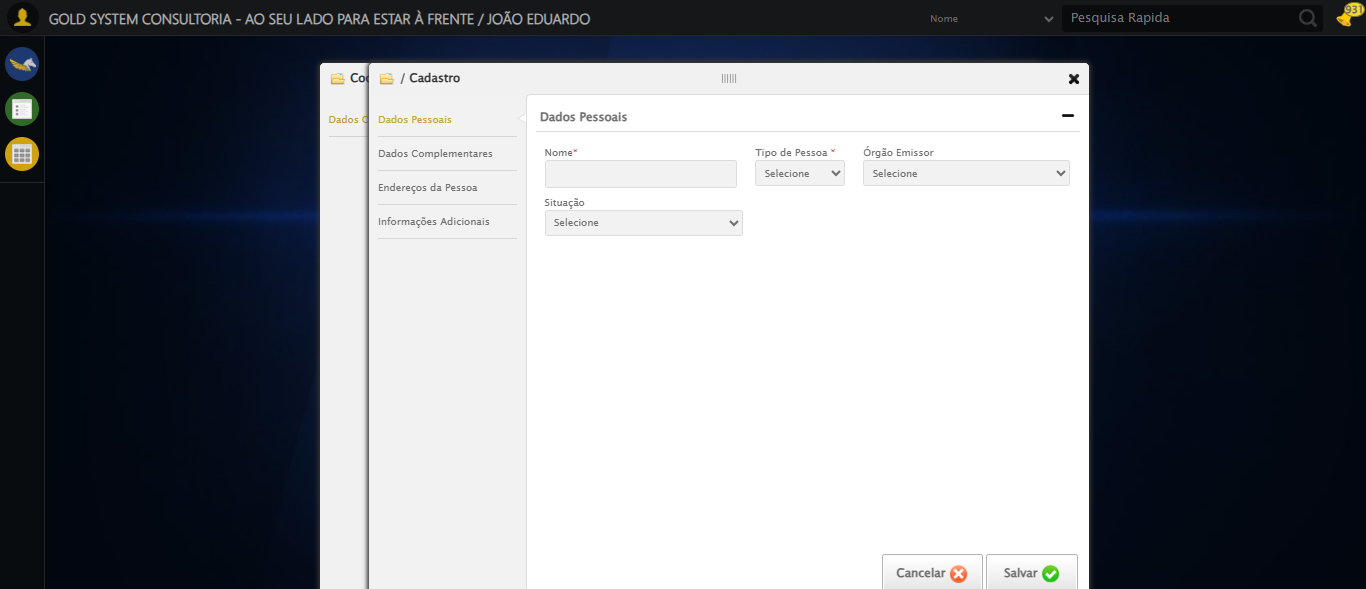 GOLD SYSTEM CONSULTORIA - AO SEU LADO PARA ESTAR À FRENTE / JOÃO EDUARDO
Nome
Pesquisa Rapida
931
/ Cadastro
Dados Pessoais
Dados Complementares
Endereços da Pessoa
Informações Adicionais
Dados Pessoais
Nome* Tipo de Pessoa * Órgão Emissor
Selecione Selecione
Situação
Selecione
Cancelar Salvar